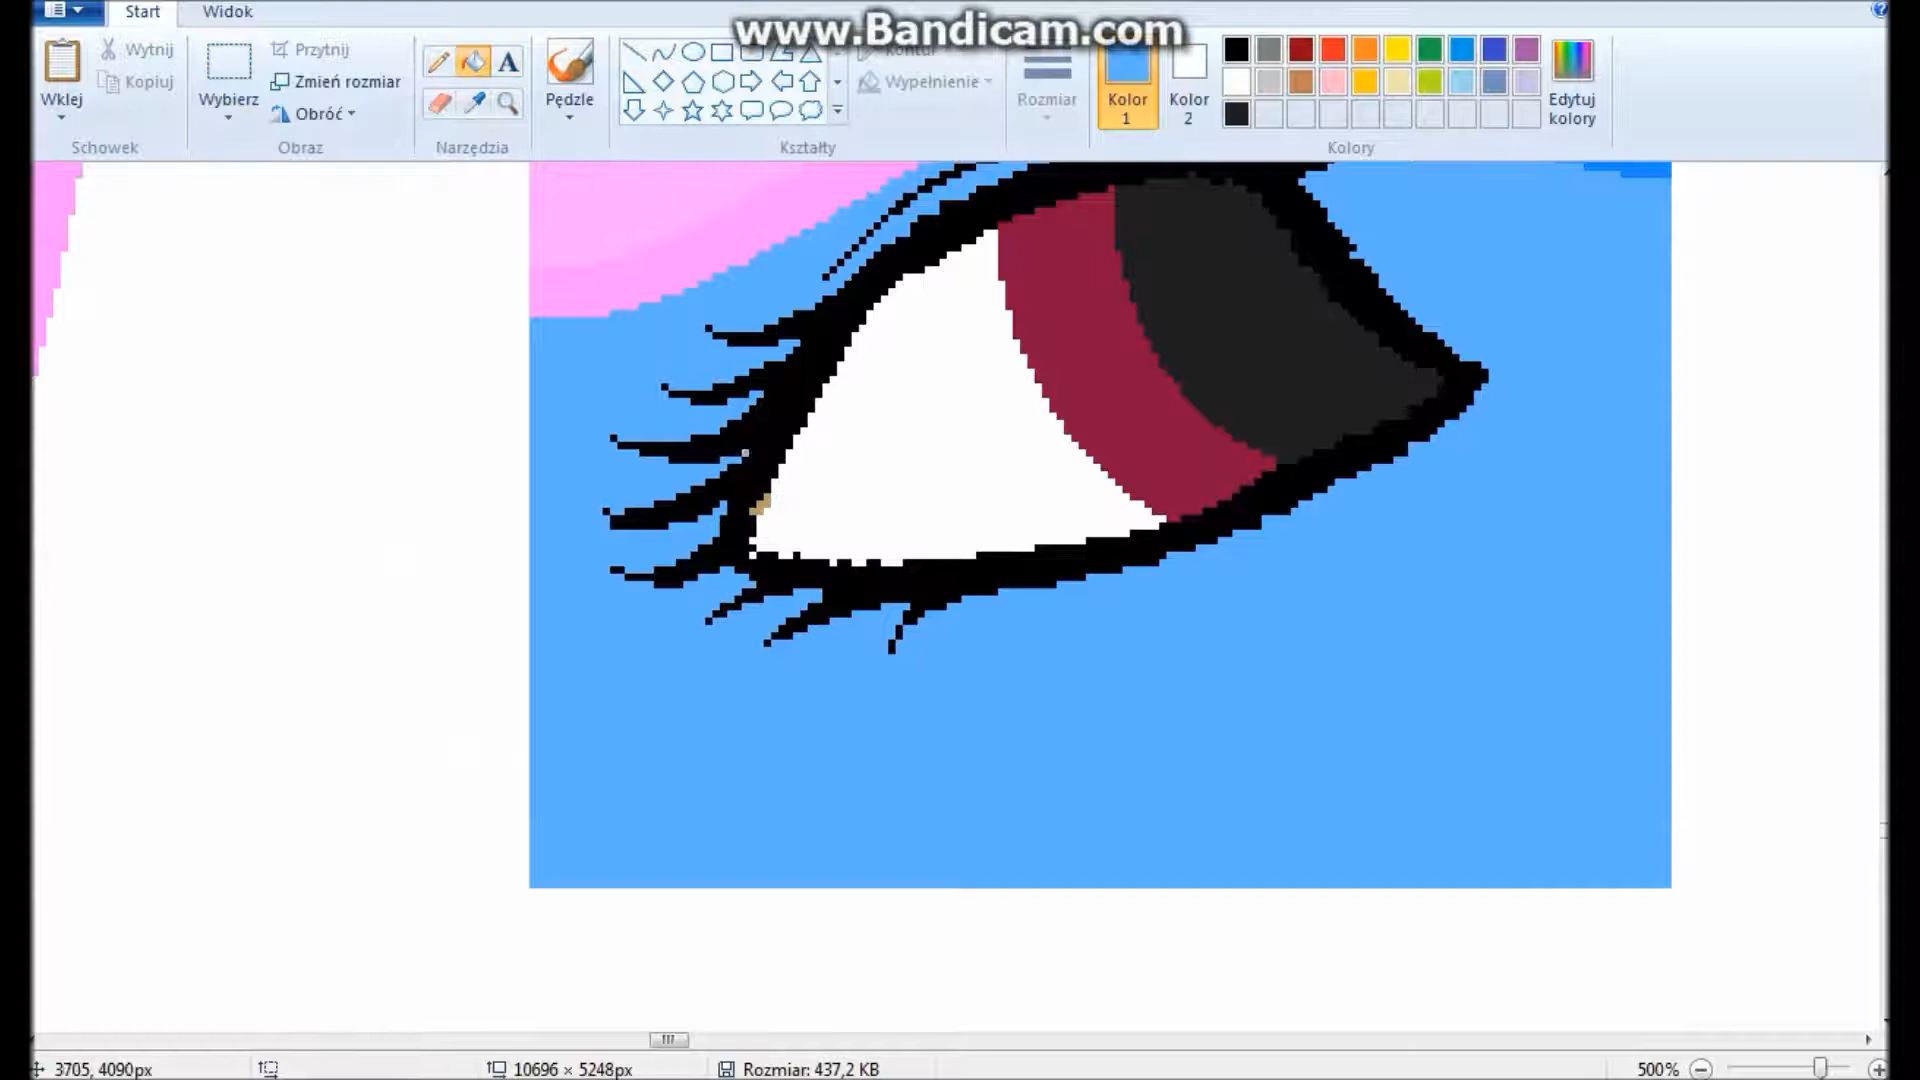 Start Widok
www.Bandicam.com
Wklej
Wytnij
Kopiuj
Schowek
Wybierz
Przytnij
Zmień rozmiar
Obróć
Obraz
A
Narzędzia
Pędzle
Kontur
Wypełnienie
Kształty
Rozmiar
Kolor
1
Kolor
2
Edytuj
kolory
Kolory
3705, 4090px
10696 × 5248px
Rozmiar: 437,2 KB
500%